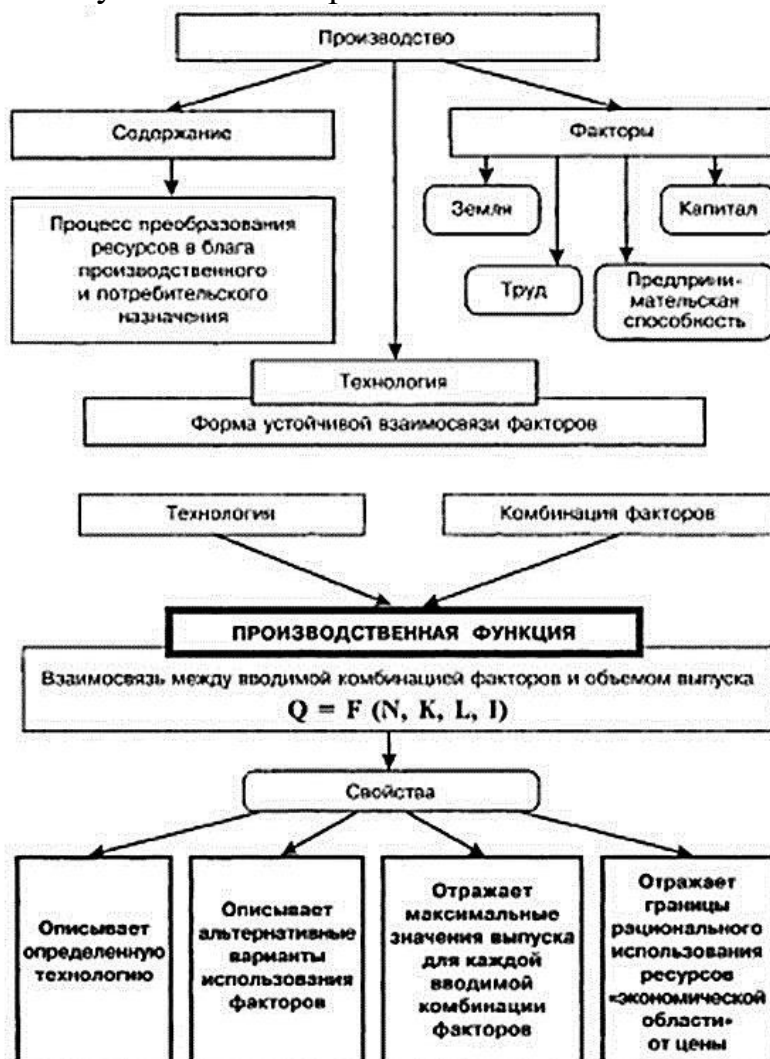 Производство
Содержание
Факторы
Процесс преобразования
ресурсов в блага
производственного
и потребительского
назначения
Земля
Капитал
Труд
Предприни-
мательская
способность
Технология
Форма устойчивой взаимосвязи факторов
Технология
Комбинация факторов
ПРОИЗВОДСТВЕННАЯ ФУНКЦИЯ
Взаимосвязь между вводимой комбинацией факторов и объемом выпуска
Q = F (N, K, L, I)
Свойства
Описывает
определенную
технологию
Описывает
альтернативные
варианты
использования
факторов
Отражает
максимальные
значения выпуска
для каждой
вводимой
комбинации
факторов
Отражает
границы
рационального
использования
ресурсов
«экономической
области»
от цены